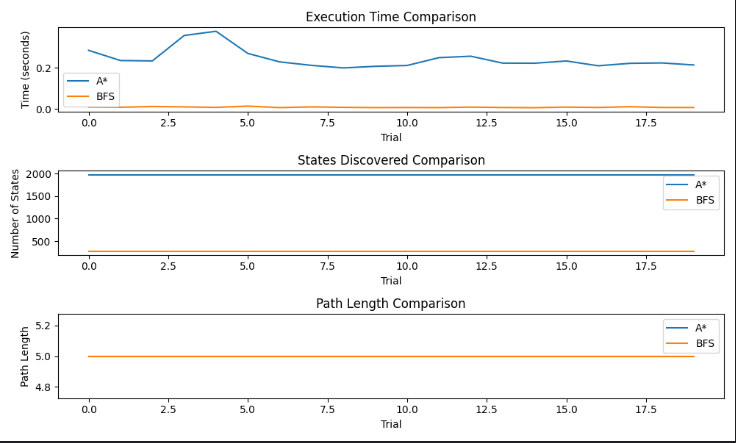 Execution Time Comparison
Time (seconds)
0.2
0.0
A*
BFS
0.0 2.5 5.0 7.5 10.0 12.5 15.0 17.5
Trial
States Discovered Comparison
Number of States
2000
1500
1000
500
A*
BFS
0.0 2.5 5.0 7.5 10.0 12.5 15.0 17.5
Trial
Path Length Comparison
Path Length
5.2
5.0
4.8
A*
BFS
0.0 2.5 5.0 7.5 10.0 12.5 15.0 17.5
Trial